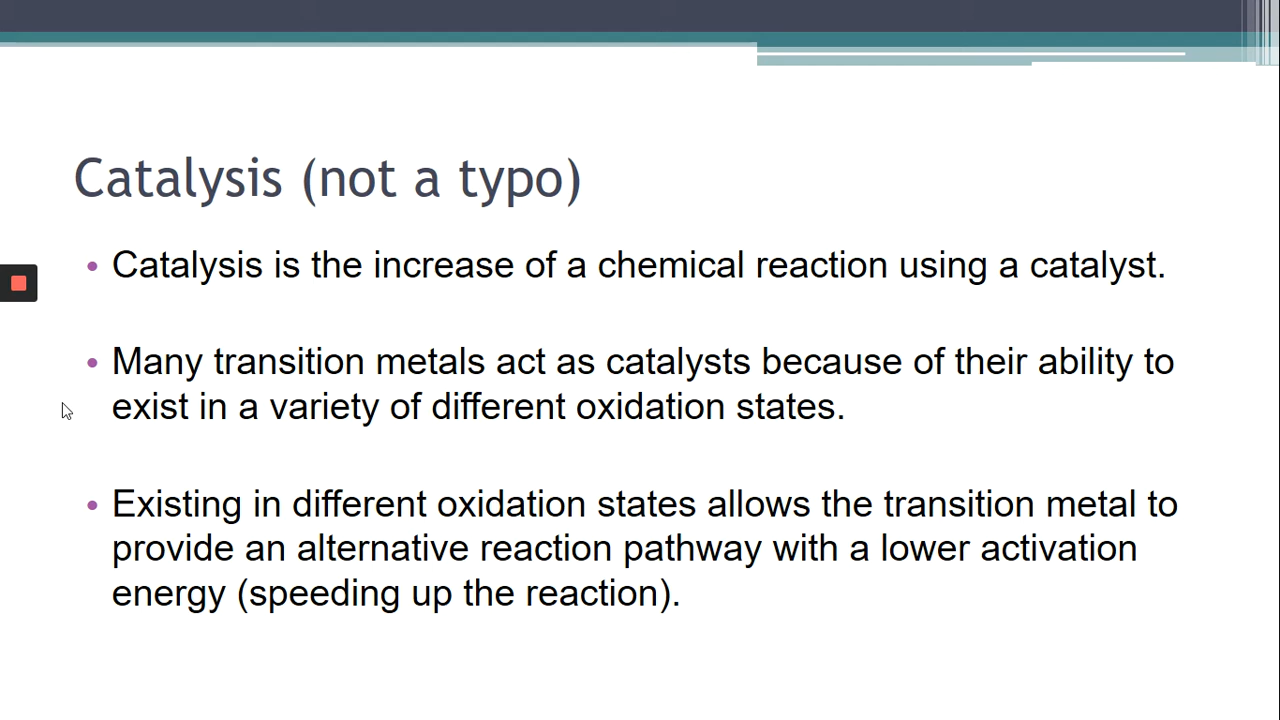 Catalysis (not a typo)
• Catalysis is the increase of a chemical reaction using a catalyst.
• Many transition metals act as catalysts because of their ability to
exist in a variety of different oxidation states.
• Existing in different oxidation states allows the transition metal to
provide an alternative reaction pathway with a lower activation
energy (speeding up the reaction).